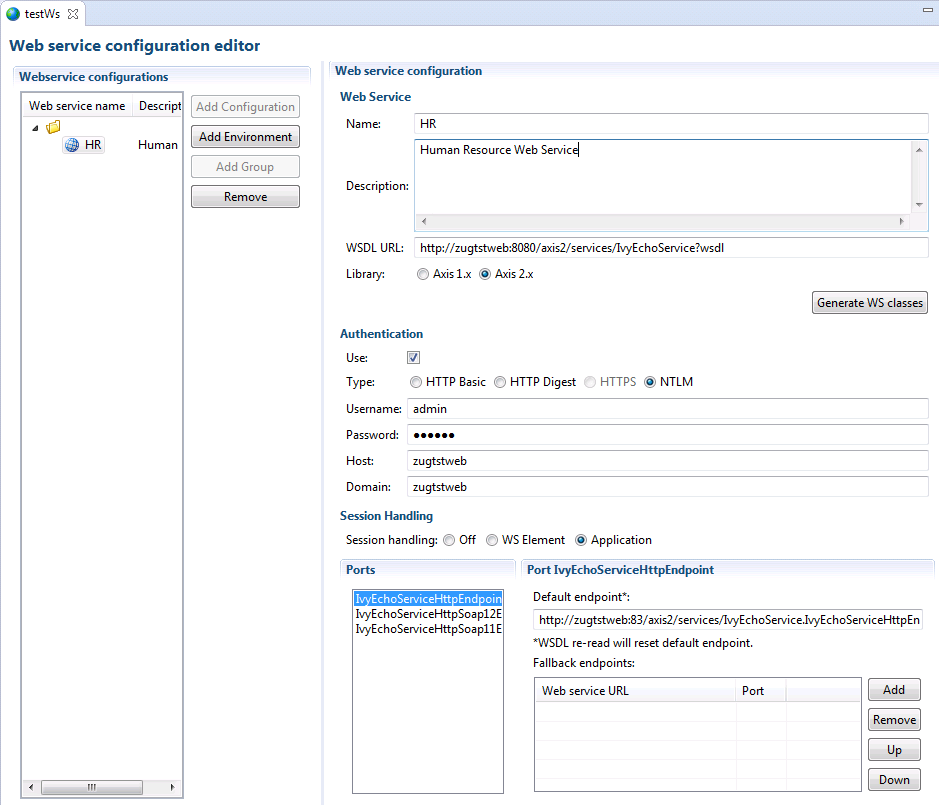 testWs
Web service configuration editor
Webservice configurations
Web service name Descript
HR Human
Add Configuration
Add Environment
Add Group
Remove
Web service configuration
Web Service
Name: HR
Description: Human Resource Web Service
WSDL URL: http://zugtstweb:8080/axis2/services/IvyEchoService?wsdl
Library: Axis 1.x Axis 2.x
Generate WS classes
Authentication
Use:
Type: HTTP Basic HTTP Digest HTTPS NTLM
Username: admin
Password: ●●●●●●
Host: zugtstweb
Domain: zugtstweb
Session Handling
Session handling: Off WS Element Application
Ports
IvyEchoServiceHttpEndpoin
IvyEchoServiceHttpSoap12E
IvyEchoServiceHttpSoap11E
Port IvyEchoServiceHttpEndpoint
Default endpoint*:
http://zugtstweb:83/axis2/services/IvyEchoService.IvyEchoServiceHttpEn
*WSDL re-read will reset default endpoint.
Fallback endpoints:
Web service URL Port
Add
Remove
Up
Down